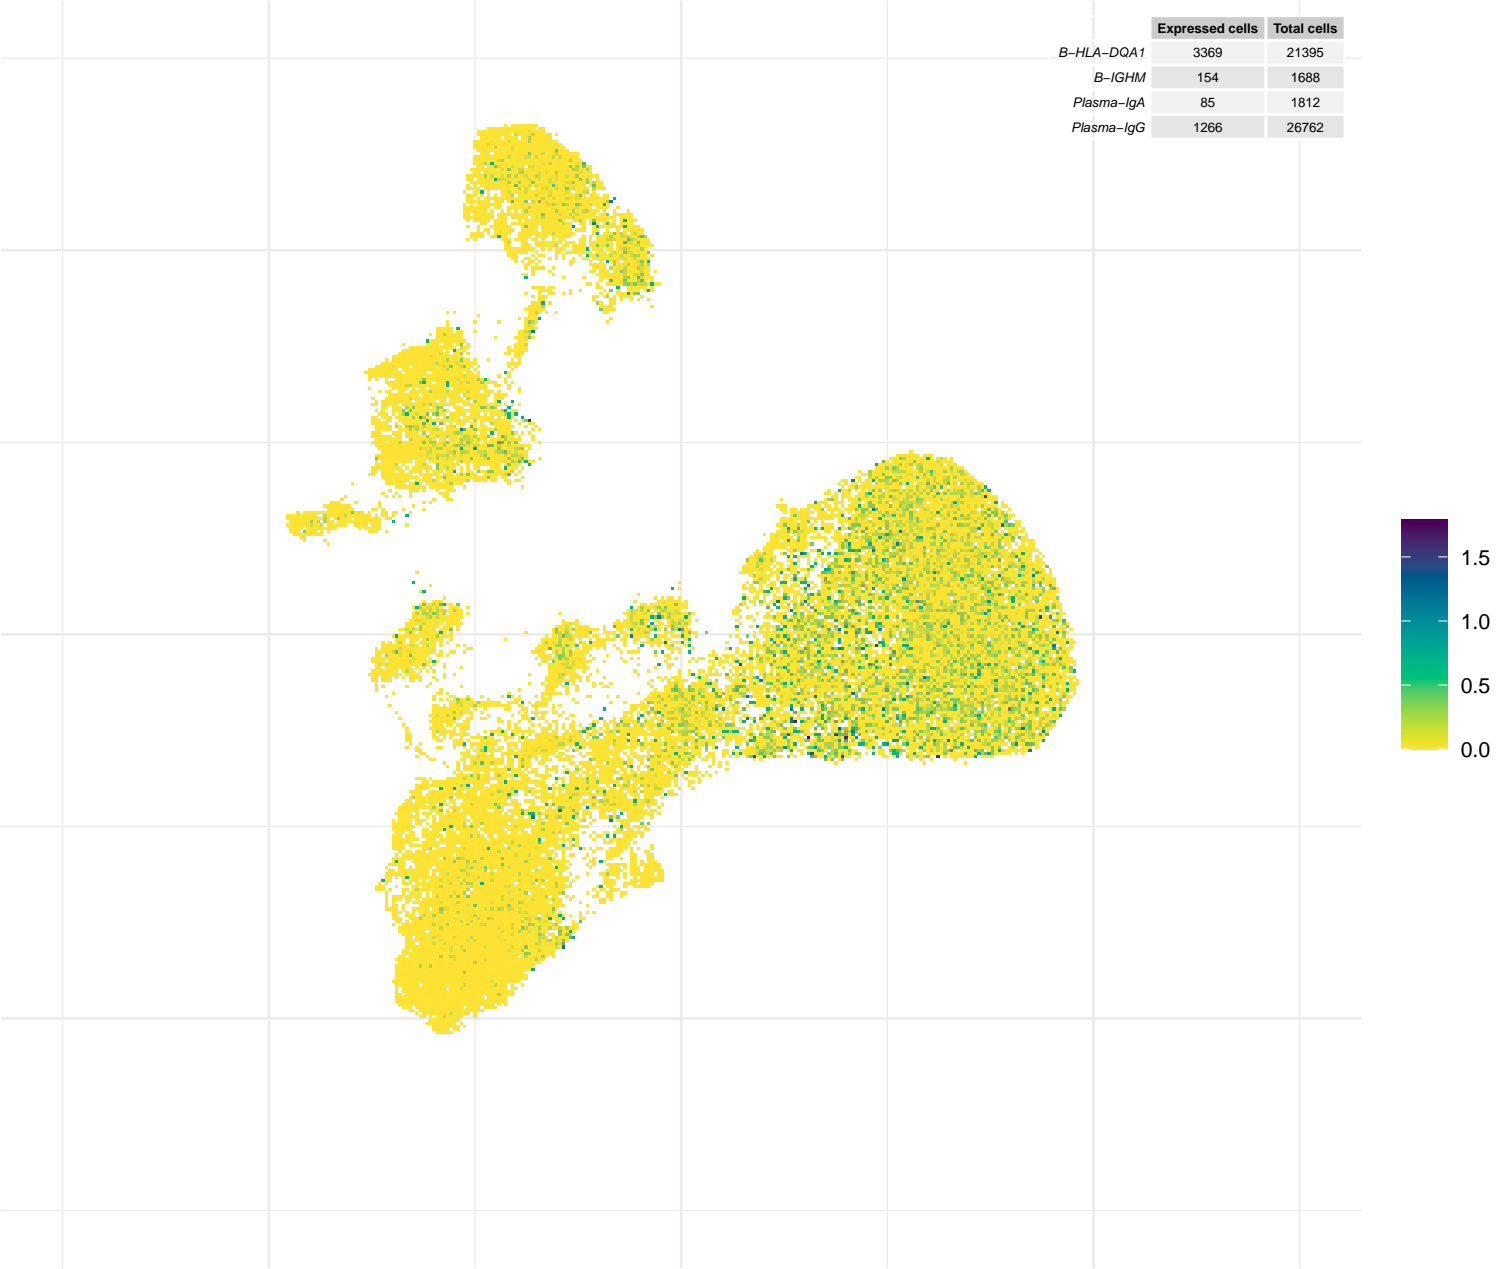 Expressed cells Total cells
B−HLA−DQA1 3369 21395
B−IGHM 154 1688
Plasma−IgA 85 1812
Plasma−IgG 1266 26762
1.5
1.0
0.5
0.0